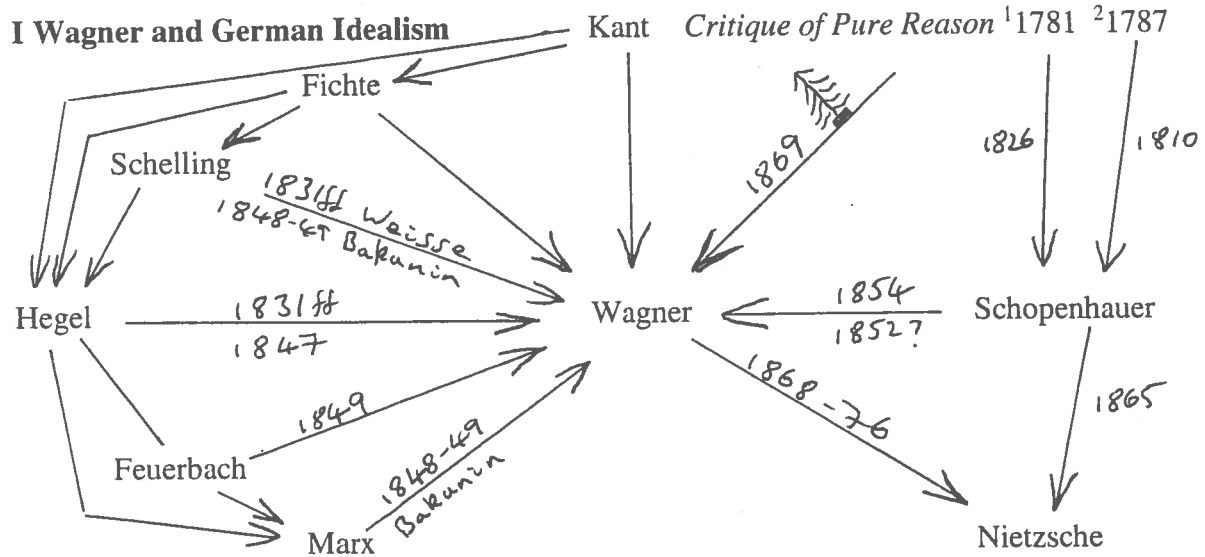 I Wagner and German Idealism
Kant Critique of Pure Reason ¹1781 ²1787
Fichte
Schelling
1869
1826
1810
1831ff Weisse
1848-49 Bakunin
Hegel
1831ff
1847
Wagner
1854
1852?
Schopenhauer
1849
1868-76
1865
Feuerbach
1848-49
Bakunin
Marx
Nietzsche